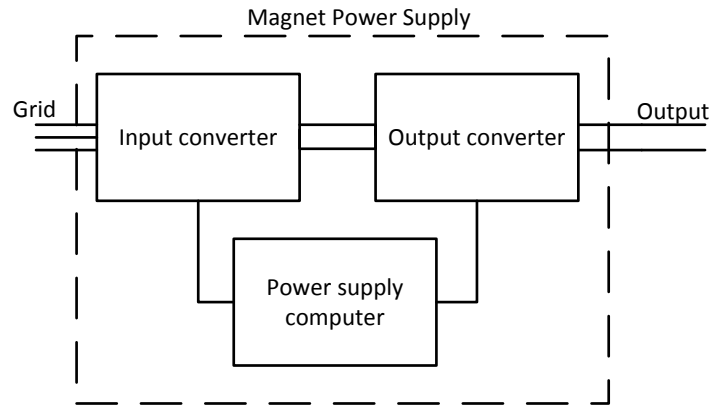 Magnet Power Supply
Grid
Input converter
Output converter
Output
Power supply
computer